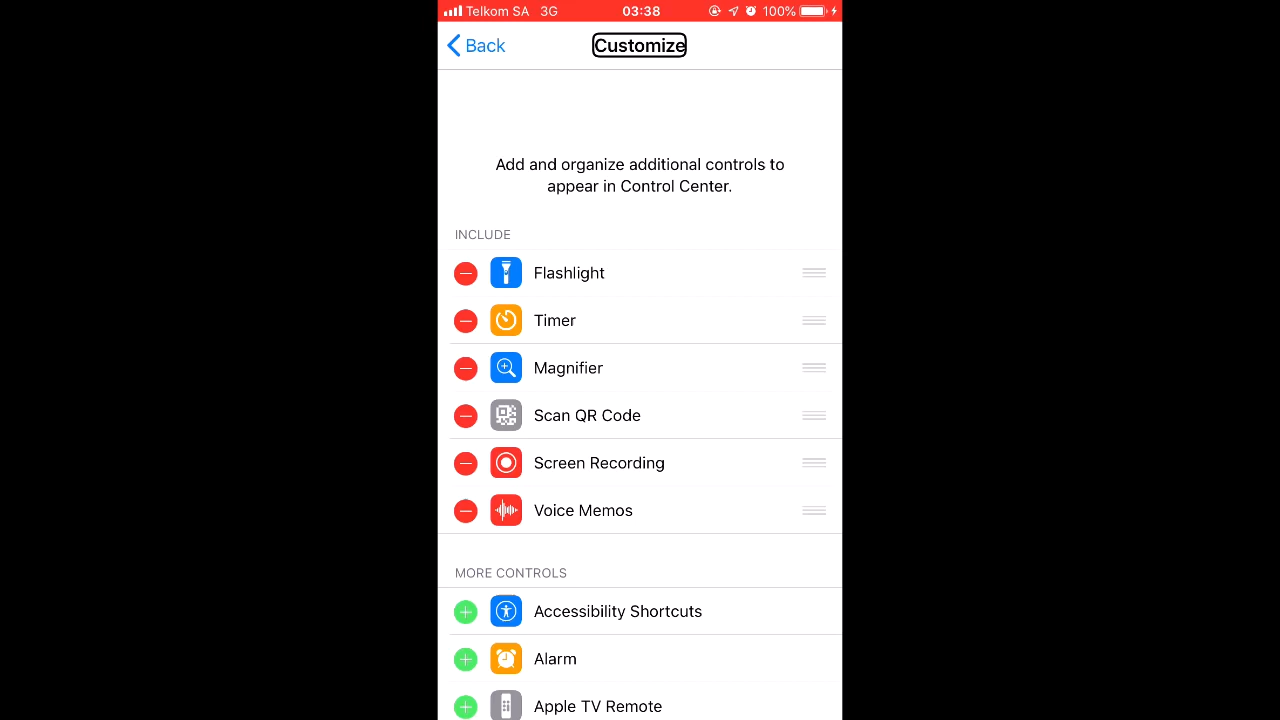 Telkom SA 3G 03:38 100%
Back Customize
Add and organize additional controls to
appear in Control Center.
INCLUDE
Flashlight
Timer
Magnifier
Scan QR Code
Screen Recording
Voice Memos
MORE CONTROLS
Accessibility Shortcuts
Alarm
Apple TV Remote